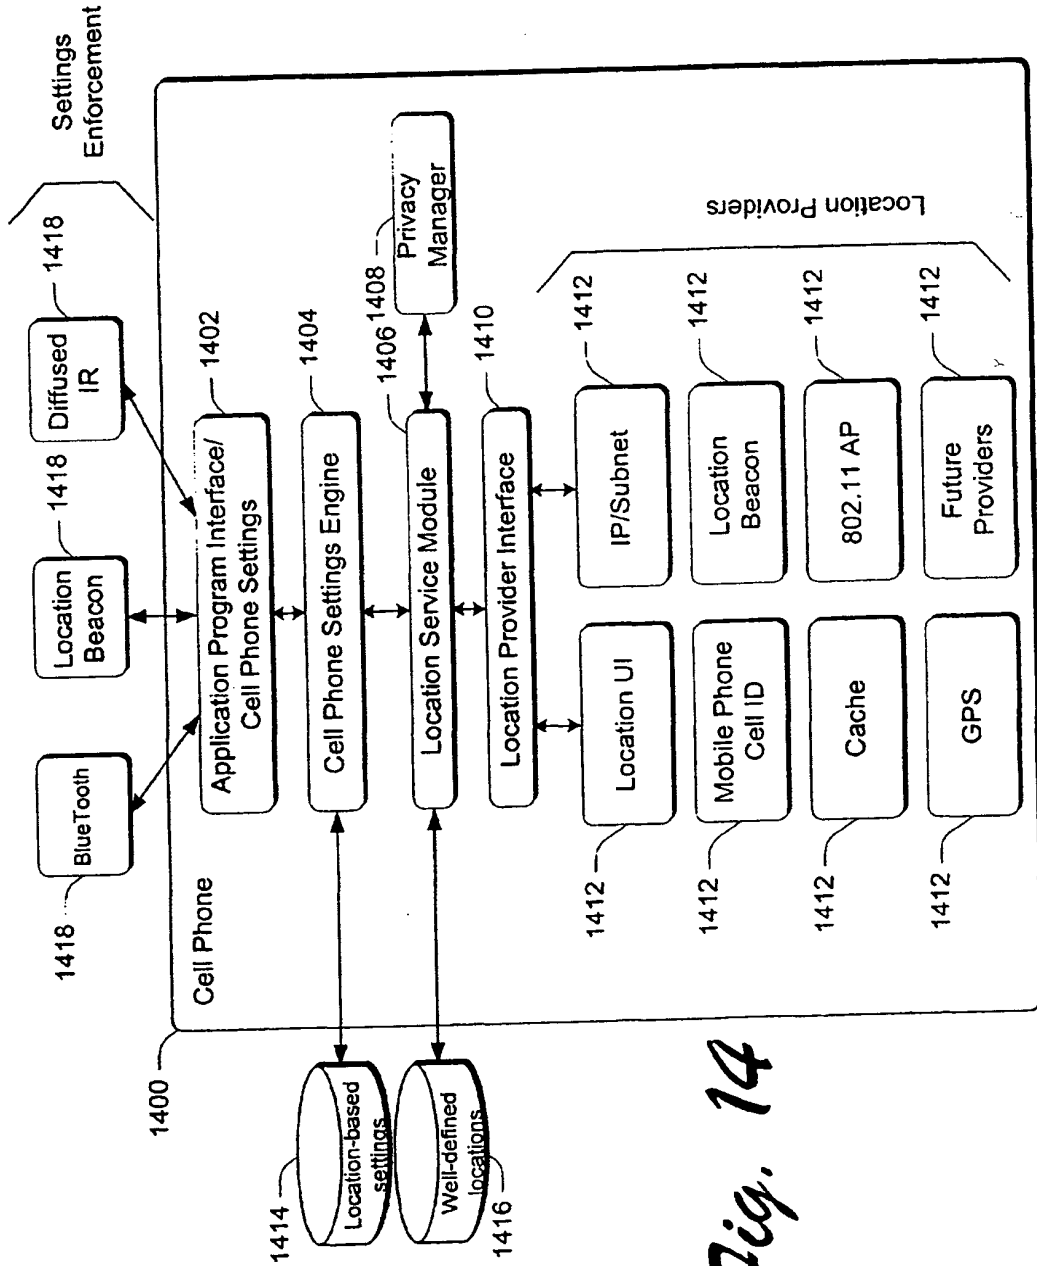 Settings
Enforcement
1418
BlueTooth
Location
Beacon
1418
Diffused
IR
1418
1400
Cell Phone
Application Program Interface/
Cell Phone Settings
1402
Cell Phone Settings Engine
1404
Location Service Module
1406
Privacy
Manager
1408
Location Provider Interface
1410
1414
Location-based
settings
Well-defined
locations
1416
Location Providers
1412
Location UI
IP/Subnet
1412
1412
Mobile Phone
Cell ID
Location
Beacon
1412
1412
Cache
802.11 AP
1412
1412
GPS
Future
Providers
1412
Fig. 14